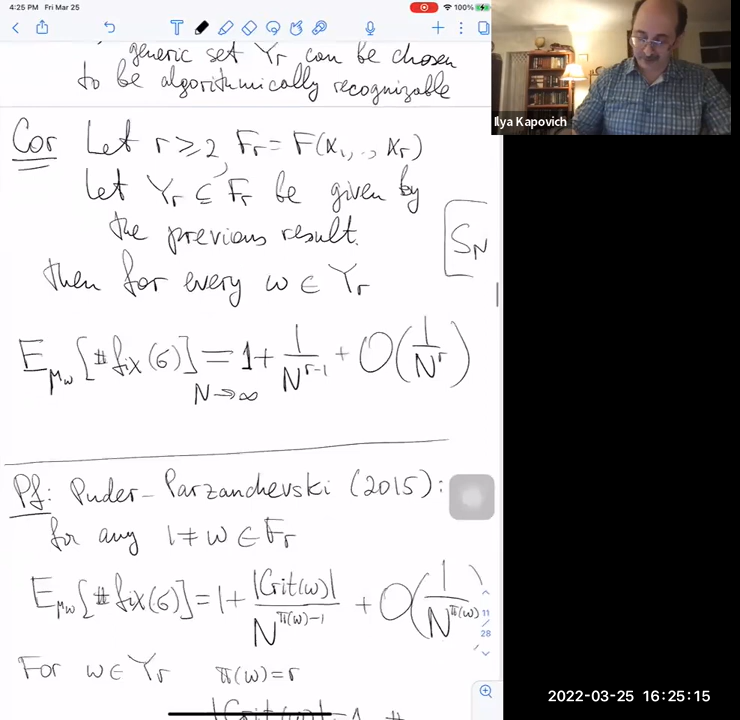 4:25 PM Fri Mar 25
100%
generic set Y_r can be chosen
to be algorithmically recognizable
Cor Let r ≥ 2, F_r = F(x_1, .., x_r)
Let Y_r ⊆ F_r be given by
the previous result.
S_N
then for every w ∈ Y_r
E_{μ_w}[#fix(σ)] = 1 + 1/N^{r-1} + O(1/N^r)
N→∞
Pf: Puder-Parzanchevski (2015):
for any 1 ≠ w ∈ F_r
E_{μ_w}[#fix(σ)] = 1 + |Crit(w)|/N^{π(w)-1} + O(1/N^{π(w)})
11
/
28
For w ∈ Y_r π(w) = r
|Crit(w)| = 1
Ilya Kapovich
2022-03-25 16:25:15